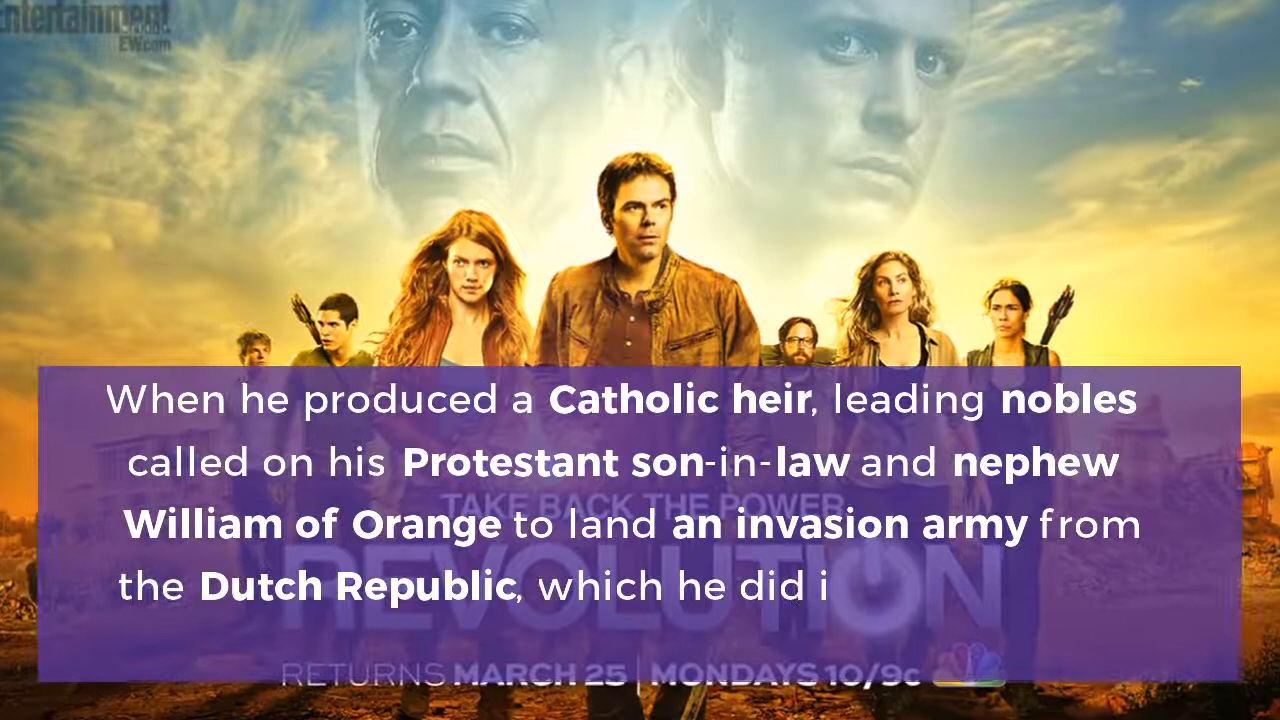 Entertainment
EW.com
When he produced a Catholic heir, leading nobles
called on his Protestant son-in-law and nephew
William of Orange to land an invasion army from
the Dutch Republic, which he did i
TAKE BACK THE POWER
REVOLUTION
RETURNS MARCH 25 | MONDAYS 10/9c